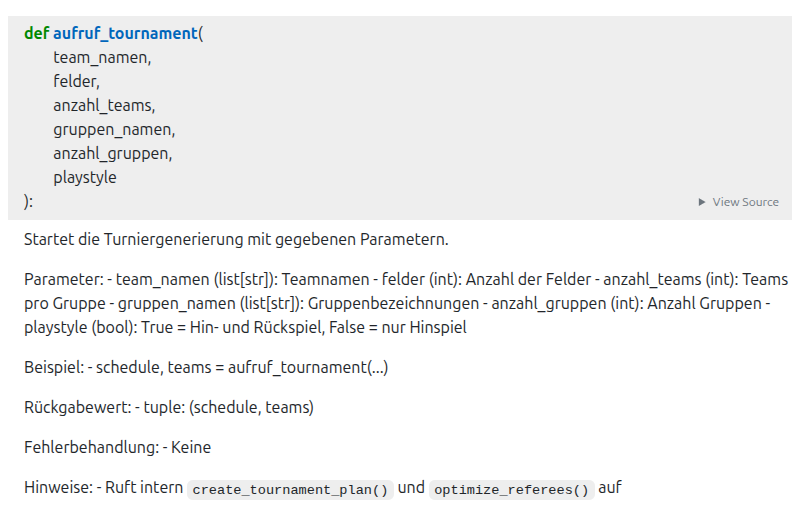 def aufruf_tournament(
team_namen,
felder,
anzahl_teams,
gruppen_namen,
anzahl_gruppen,
playstyle
):
View Source
Startet die Turniergenerierung mit gegebenen Parametern.
Parameter: - team_namen (list[str]): Teamnamen - felder (int): Anzahl der Felder - anzahl_teams (int): Teams
pro Gruppe - gruppen_namen (list[str]): Gruppenbezeichnungen - anzahl_gruppen (int): Anzahl Gruppen -
playstyle (bool): True = Hin- und Rückspiel, False = nur Hinspiel
Beispiel: - schedule, teams = aufruf_tournament(...)
Rückgabewert: - tuple: (schedule, teams)
Fehlerbehandlung: - Keine
Hinweise: - Ruft intern create_tournament_plan() und optimize_referees() auf